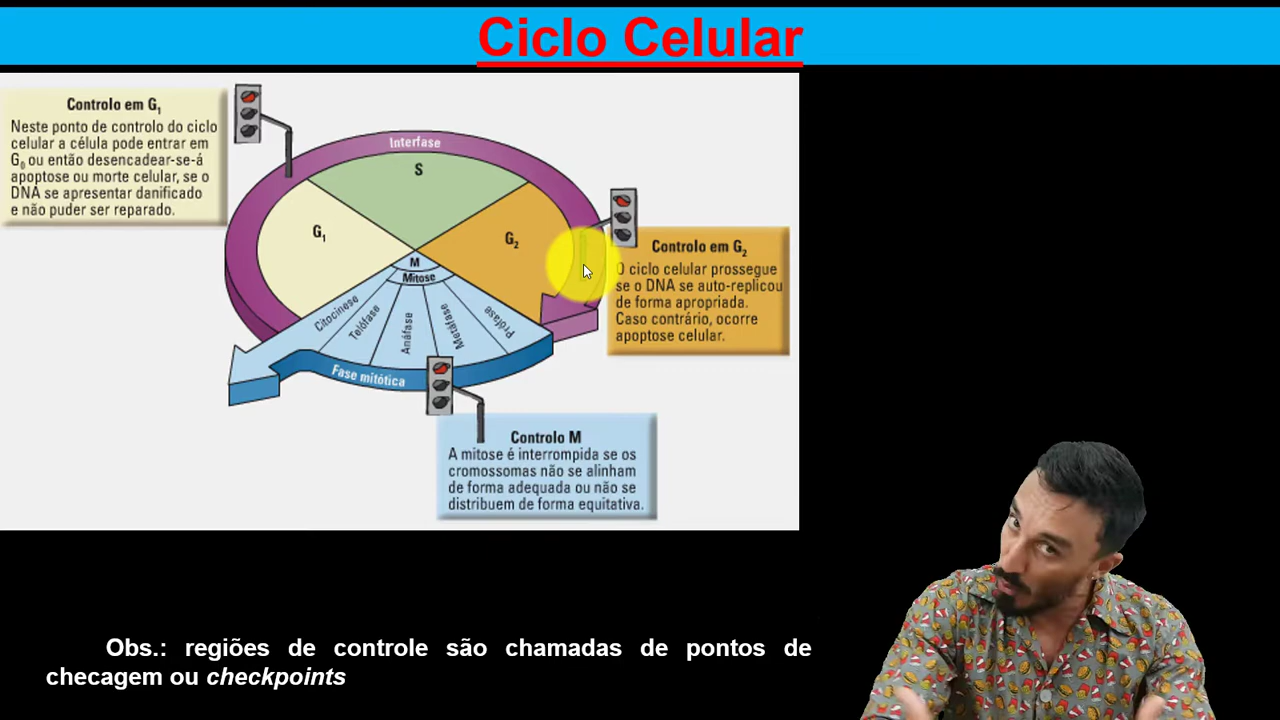 Ciclo Celular
Controlo em G₁
Neste ponto de controlo do ciclo
celular a célula pode entrar em
G₀ ou então desencadear-se-á
apoptose ou morte celular, se o
DNA se apresentar danificado
e não puder ser reparado.
Interfase
S
G₁
G₂
M
Mitose
Citocinese
Telófase
Anáfase
Metáfase
Prófase
Fase mitótica
Controlo em G₂
O ciclo celular prossegue
se o DNA se auto-replicou
de forma apropriada.
Caso contrário, ocorre
apoptose celular.
Controlo M
A mitose é interrompida se os
cromossomas não se alinham
de forma adequada ou não se
distribuem de forma equitativa.
Obs.: regiões de controle são chamadas de pontos de
checagem ou checkpoints